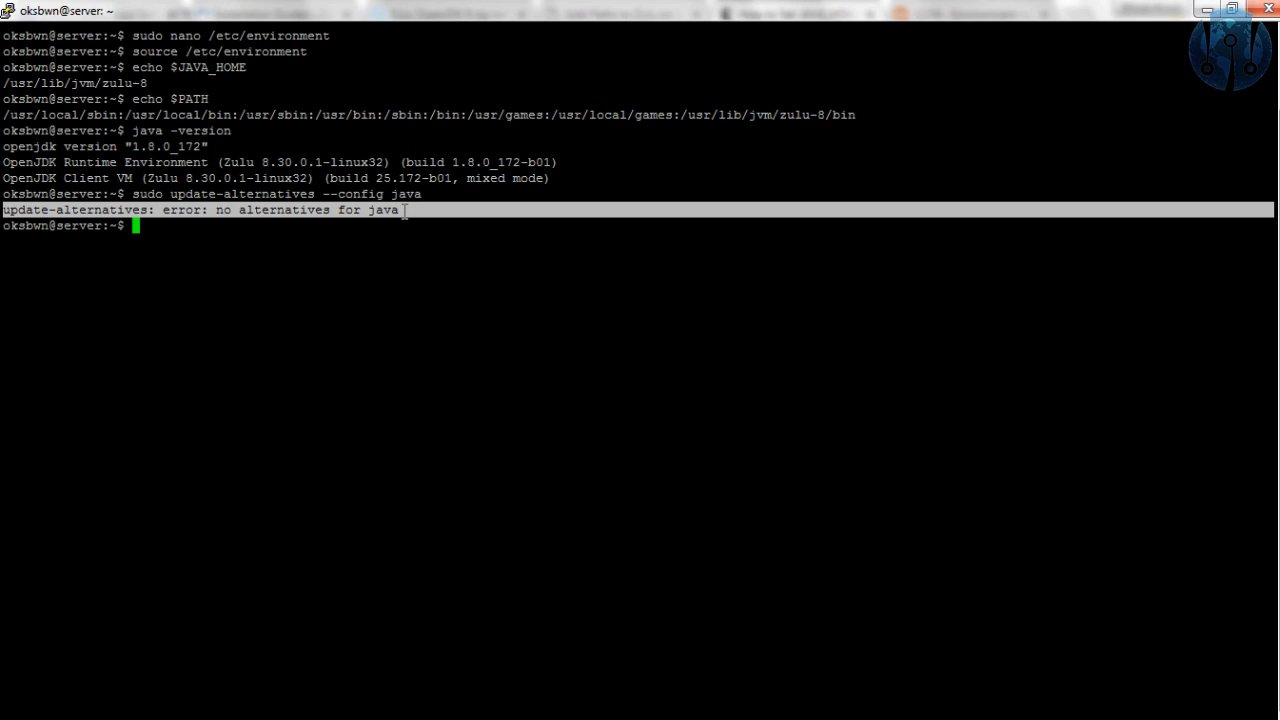 oksbwn@server: ~
oksbwn@server:~$ sudo nano /etc/environment
oksbwn@server:~$ source /etc/environment
oksbwn@server:~$ echo $JAVA_HOME
/usr/lib/jvm/zulu-8
oksbwn@server:~$ echo $PATH
/usr/local/sbin:/usr/local/bin:/usr/sbin:/usr/bin:/sbin:/bin:/usr/games:/usr/local/games:/usr/lib/jvm/zulu-8/bin
oksbwn@server:~$ java -version
openjdk version "1.8.0_172"
OpenJDK Runtime Environment (Zulu 8.30.0.1-linux32) (build 1.8.0_172-b01)
OpenJDK Client VM (Zulu 8.30.0.1-linux32) (build 25.172-b01, mixed mode)
oksbwn@server:~$ sudo update-alternatives --config java
update-alternatives: error: no alternatives for java
oksbwn@server:~$